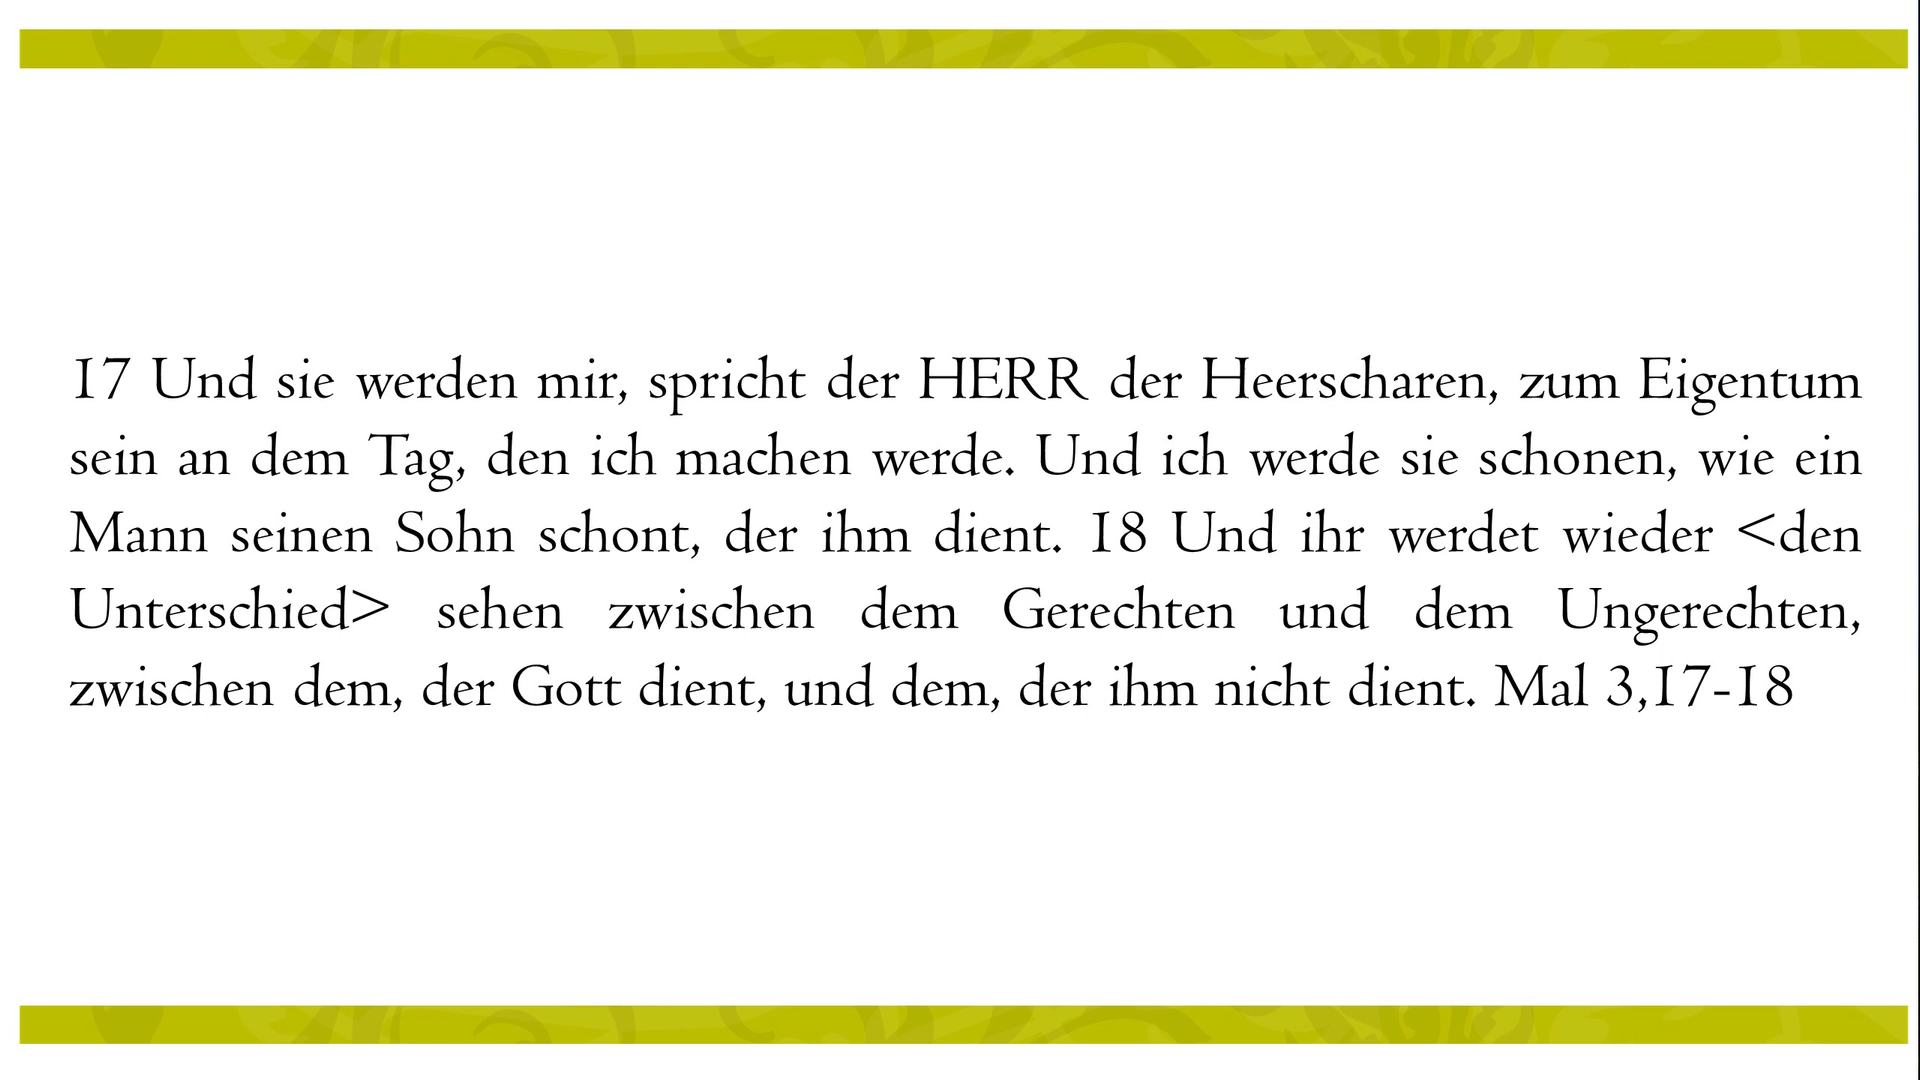 17 Und sie werden mir, spricht der HERR der Heerscharen, zum Eigentum
sein an dem Tag, den ich machen werde. Und ich werde sie schonen, wie ein
Mann seinen Sohn schont, der ihm dient. 18 Und ihr werdet wieder <den
Unterschied> sehen zwischen dem Gerechten und dem Ungerechten,
zwischen dem, der Gott dient, und dem, der ihm nicht dient. Mal 3,17-18